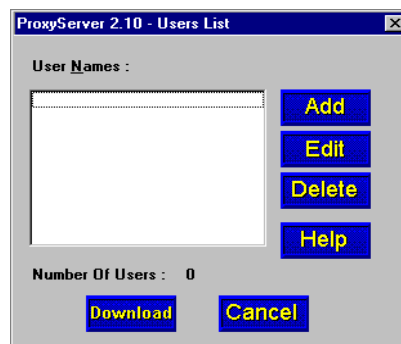 ProxyServer 2.10 - Users List
User Names :
Add
Edit
Delete
Help
Number Of Users : 0
Download
Cancel